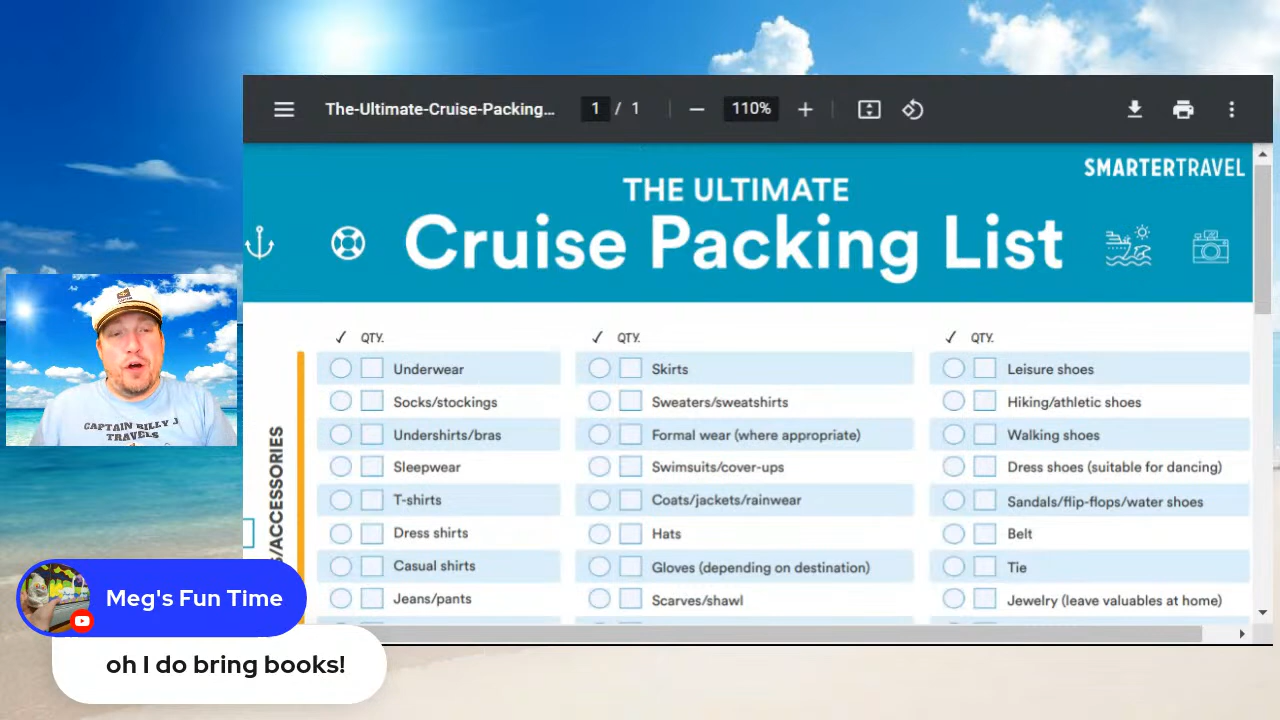 The-Ultimate-Cruise-Packing... 1 / 1 110%
SMARTERTRAVEL
THE ULTIMATE
Cruise Packing List
✓ QTY.
Underwear
Socks/stockings
Undershirts/bras
Sleepwear
T-shirts
Dress shirts
Casual shirts
Jeans/pants
✓ QTY.
Skirts
Sweaters/sweatshirts
Formal wear (where appropriate)
Swimsuits/cover-ups
Coats/jackets/rainwear
Hats
Gloves (depending on destination)
Scarves/shawl
✓ QTY.
Leisure shoes
Hiking/athletic shoes
Walking shoes
Dress shoes (suitable for dancing)
Sandals/flip-flops/water shoes
Belt
Tie
Jewelry (leave valuables at home)
/ACCESSORIES
CAPTAIN BILLY J
TRAVELS
Meg's Fun Time
oh I do bring books!